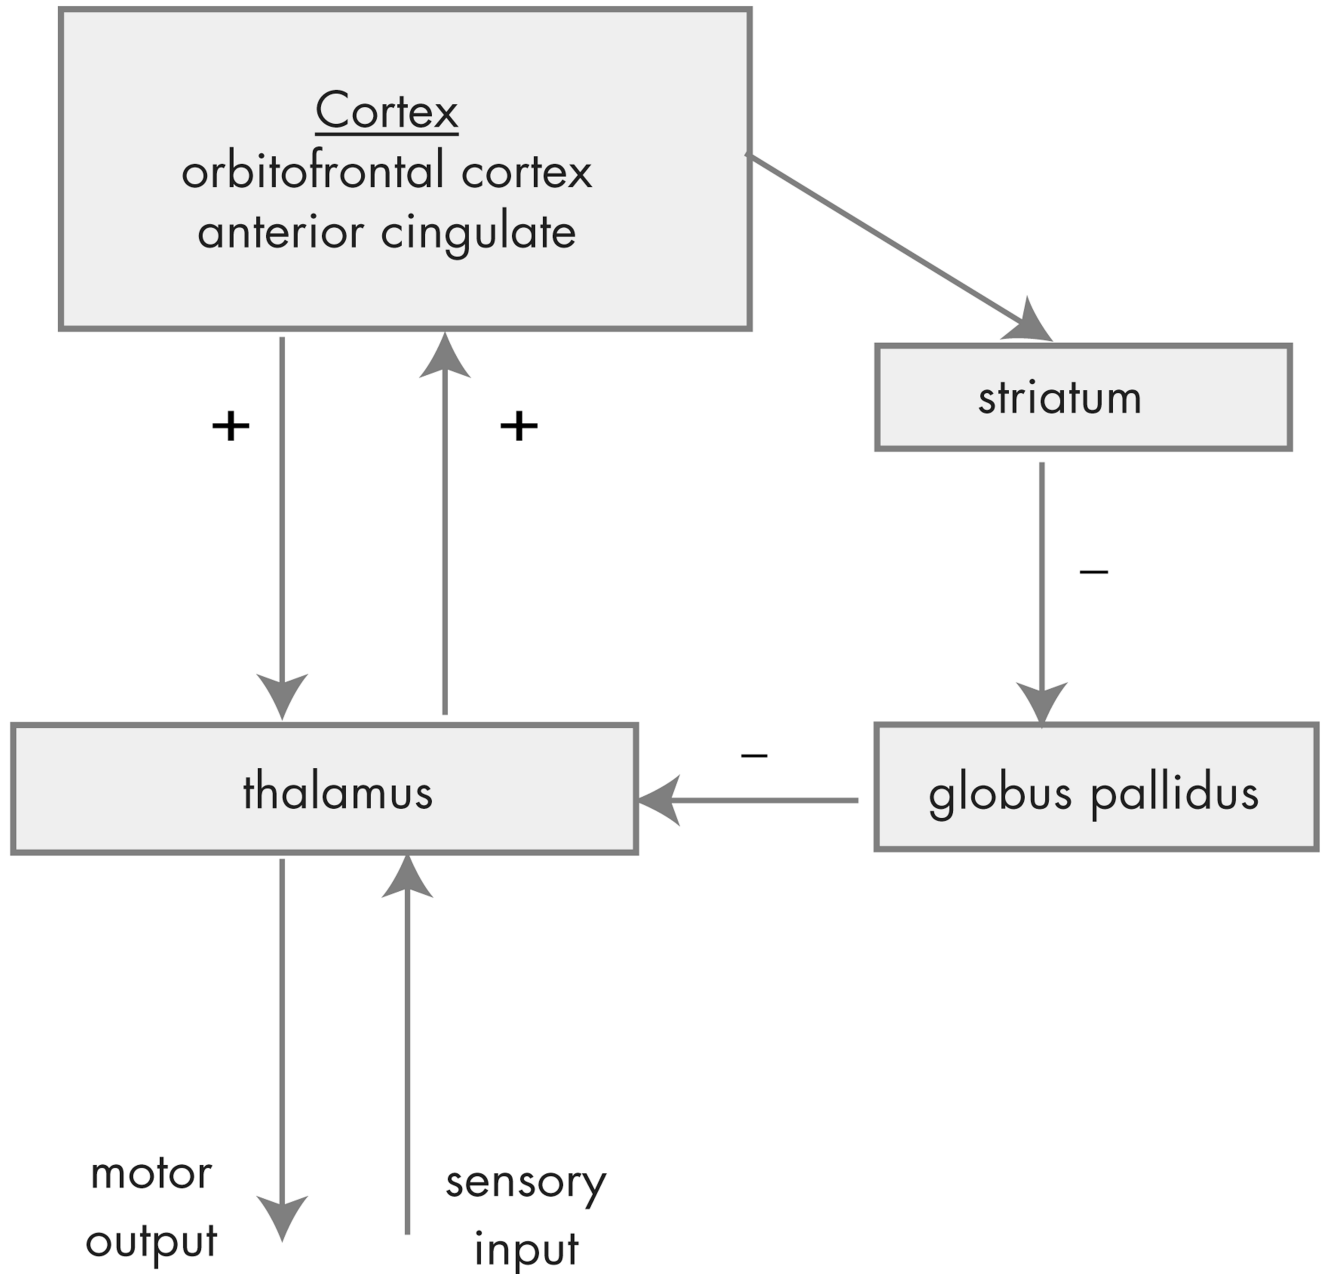 Cortex
orbitofrontal cortex
anterior cingulate
striatum
+
+
–
–
thalamus
globus pallidus
motor
output
sensory
input